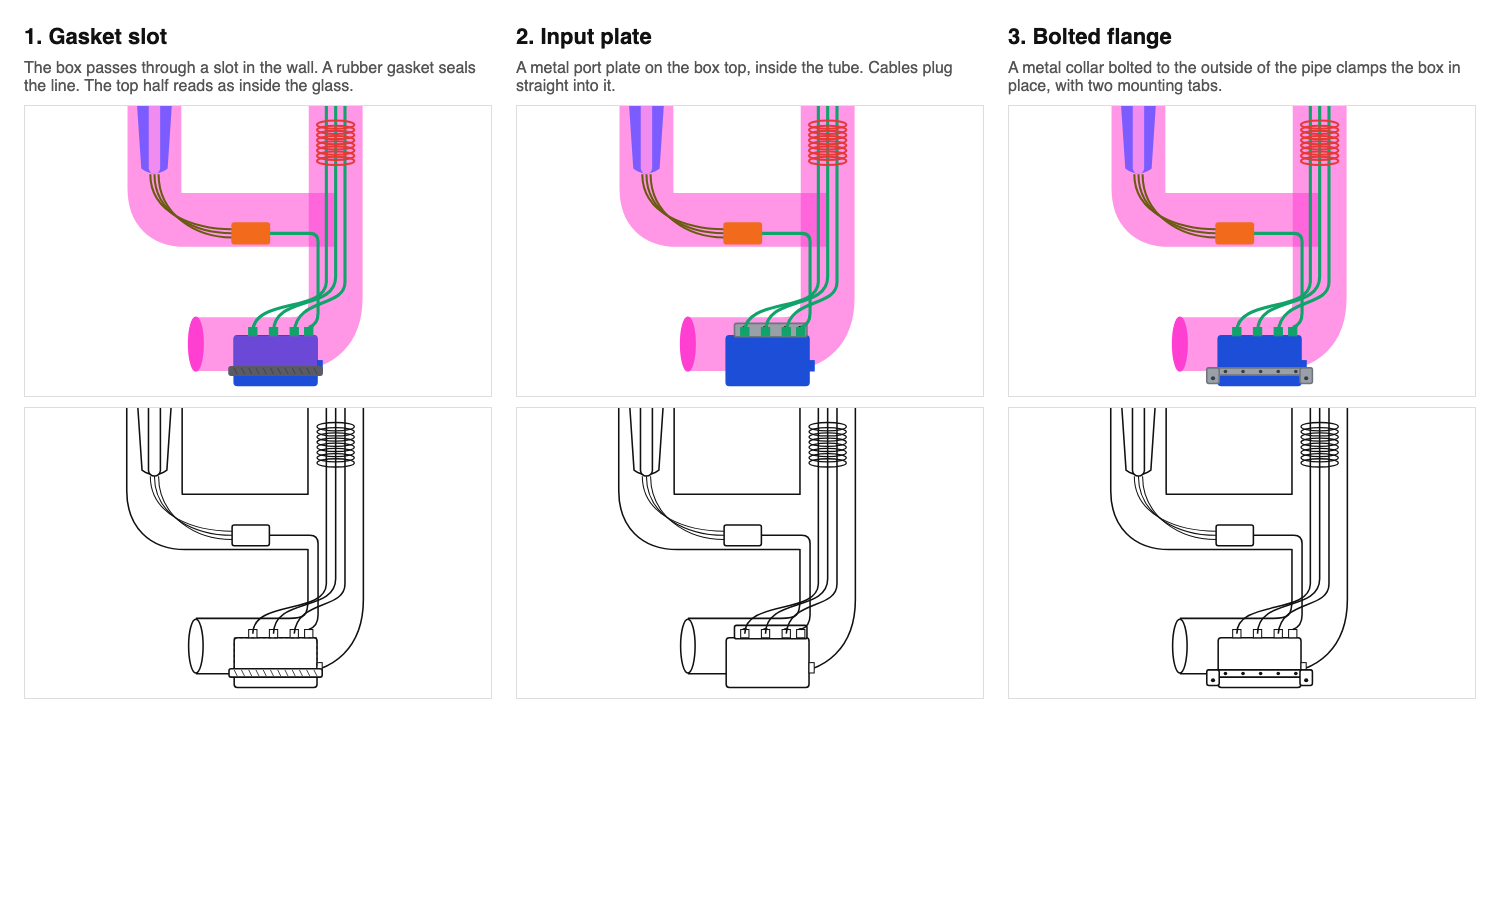 1. Gasket slot
The box passes through a slot in the wall. A rubber gasket seals
the line. The top half reads as inside the glass.
2. Input plate
A metal port plate on the box top, inside the tube. Cables plug
straight into it.
3. Bolted flange
A metal collar bolted to the outside of the pipe clamps the box in
place, with two mounting tabs.